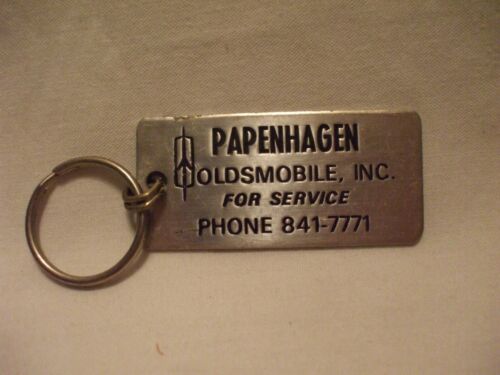 PAPENHAGEN
OLDSMOBILE, INC.
FOR SERVICE
PHONE 841-7771